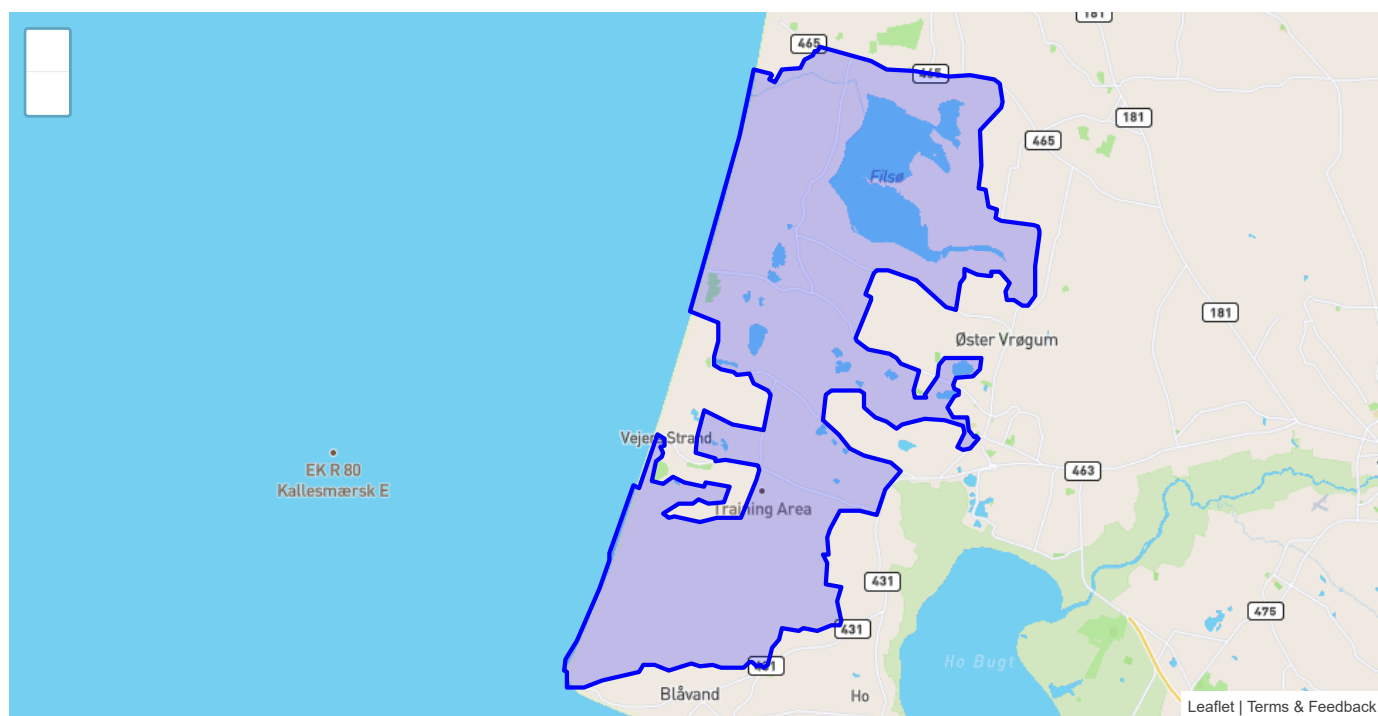 181
465
465
181
465
Filsø
181
Øster Vrøgum
Vejers Strand
EK R 80
Kallesmærsk E
463
Training Area
431
475
431
Ho Bugt
431
Blåvand
Ho
Leaflet | Terms & Feedback